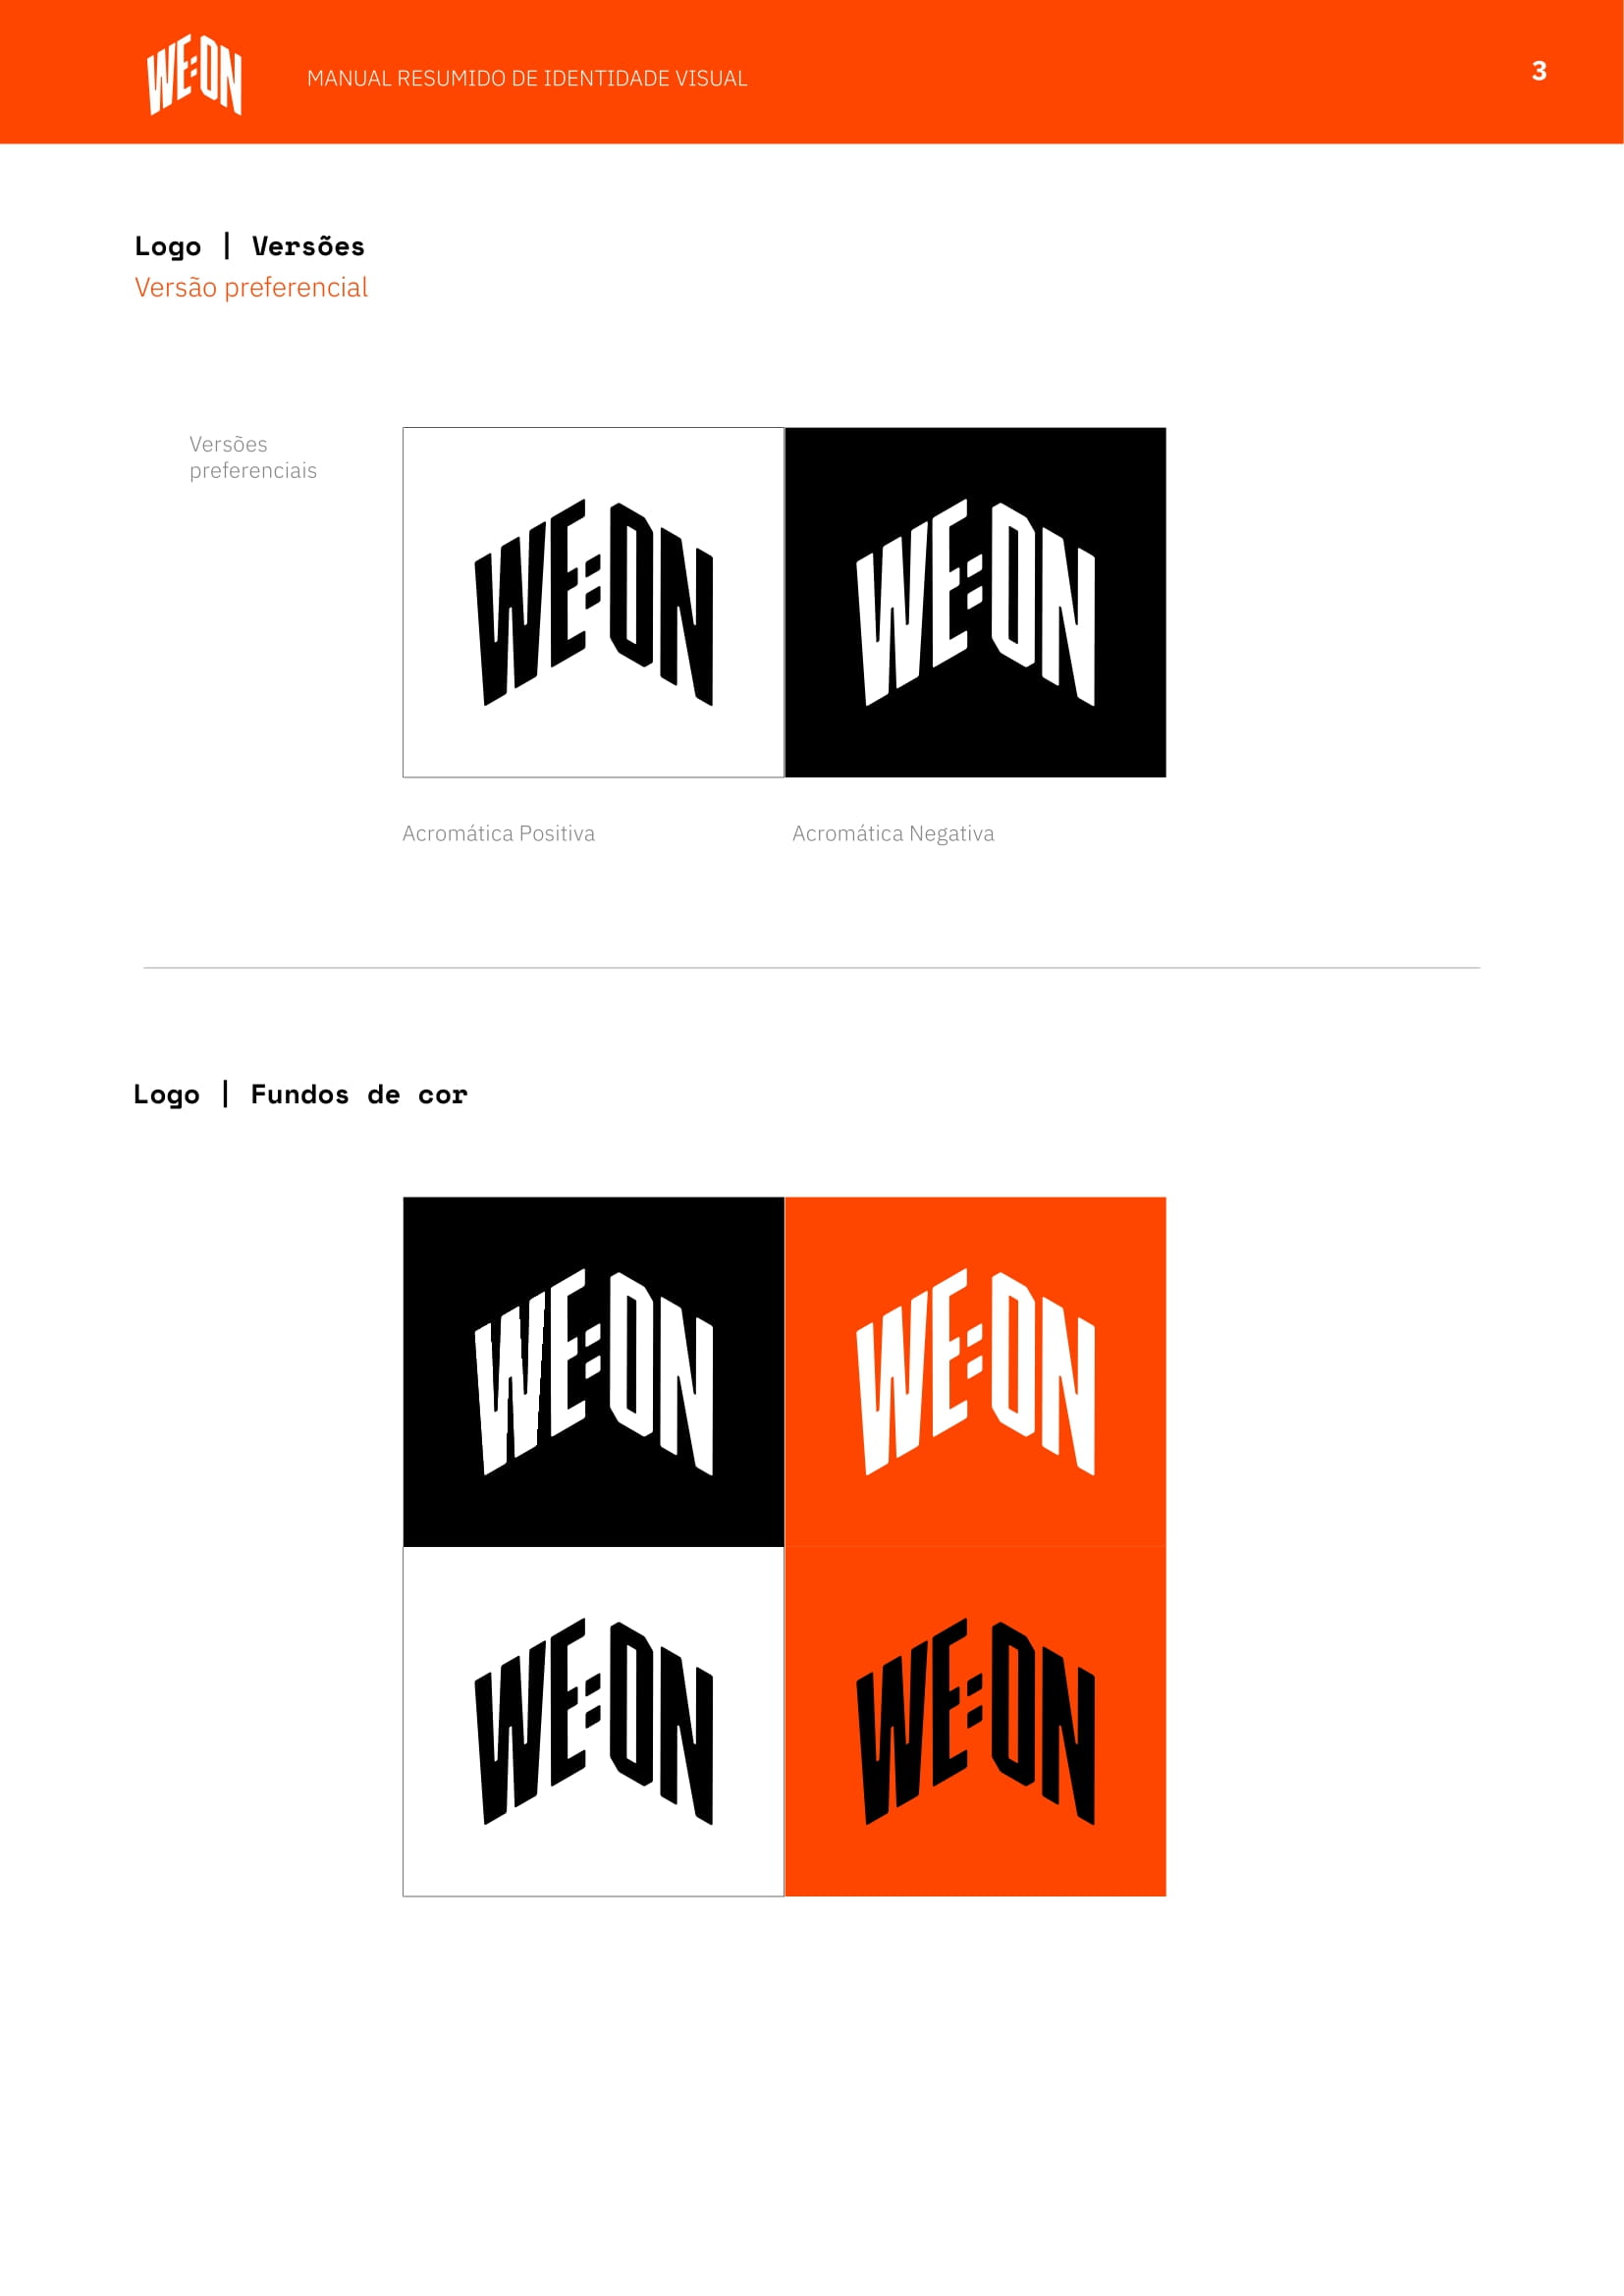 WE:ON
MANUAL RESUMIDO DE IDENTIDADE VISUAL
3
Logo | Versões
Versão preferencial
Versões
preferenciais
WE:ON
WE:ON
Acromática Positiva
Acromática Negativa
Logo | Fundos de cor
WE:ON
WE:ON
WE:ON
WE:ON